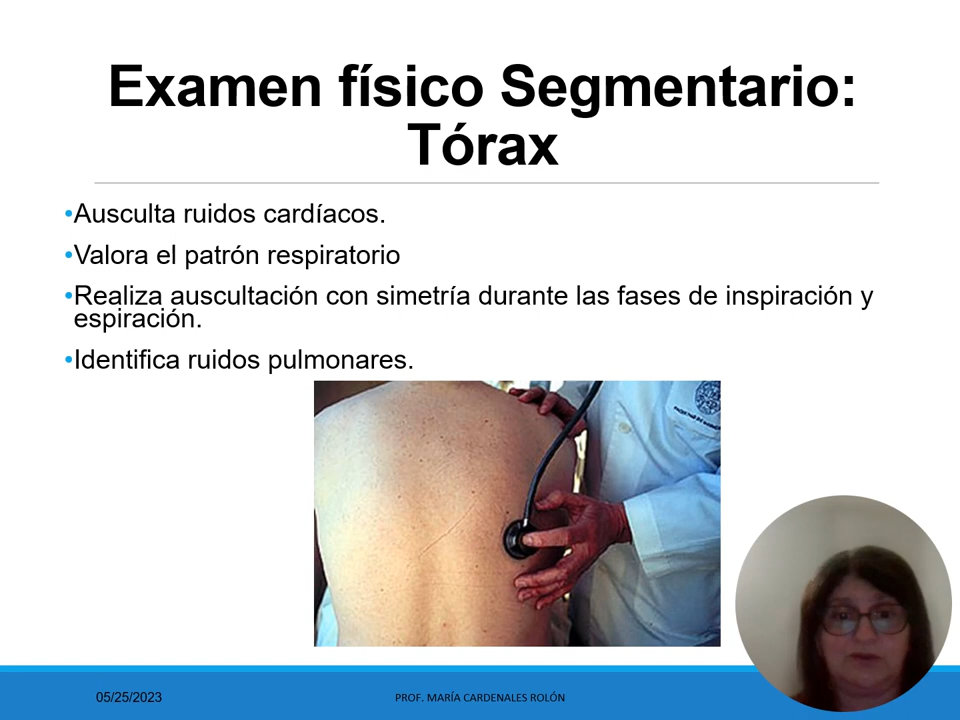 Examen físico Segmentario:
Tórax
•Ausculta ruidos cardíacos.
•Valora el patrón respiratorio
•Realiza auscultación con simetría durante las fases de inspiración y
espiración.
•Identifica ruidos pulmonares.
05/25/2023
PROF. MARÍA CARDENALES ROLÓN